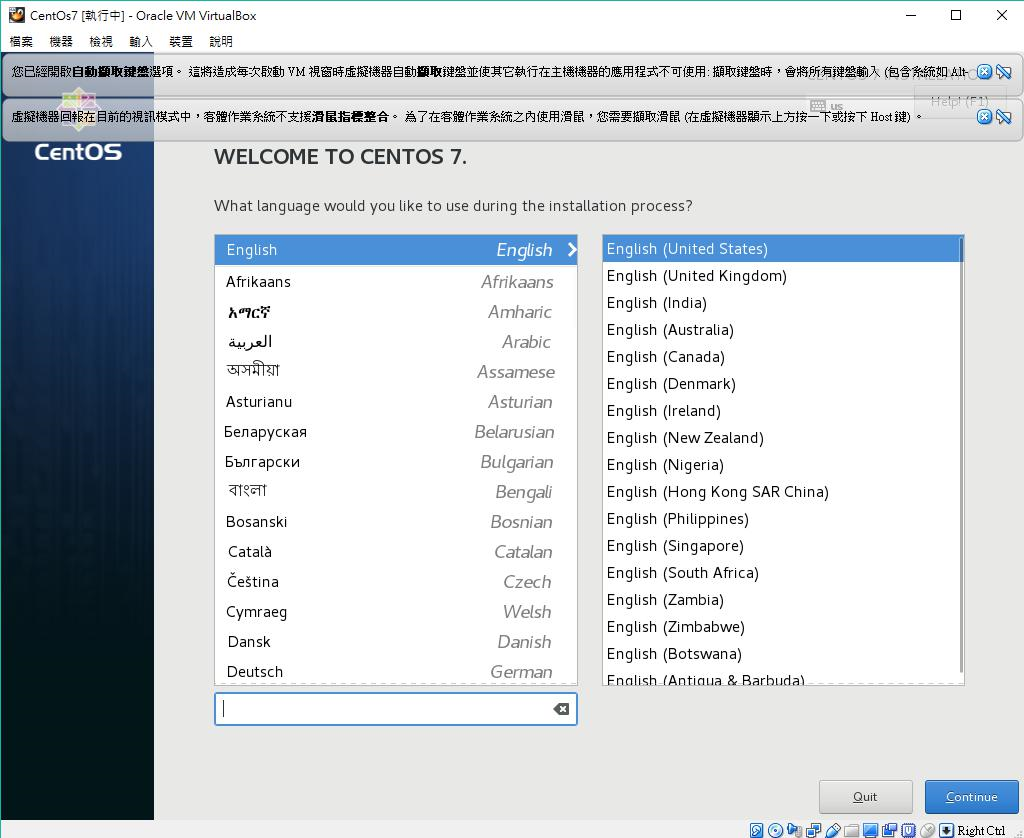 CentOs7 [執行中] - Oracle VM VirtualBox
檔案 機器 檢視 輸入 裝置 說明
您已經開啟自動擷取鍵盤選項。 這將造成每次啟動 VM 視窗時虛擬機器自動擷取鍵盤並使其它執行在主機機器的應用程式不可使用: 擷取鍵盤時，會將所有鍵盤輸入 (包含系統如 Alt-
us
Help! (F1)
虛擬機器回報在目前的視訊模式中，客體作業系統不支援滑鼠指標整合。 為了在客體作業系統之內使用滑鼠，您需要擷取滑鼠 (在虛擬機器顯示上方按一下或按下 Host 鍵) 。
CentOS
WELCOME TO CENTOS 7.
What language would you like to use during the installation process?
English English
Afrikaans Afrikaans
አማርኛ Amharic
العربية Arabic
অসমীয়া Assamese
Asturianu Asturian
Беларуская Belarusian
Български Bulgarian
বাংলা Bengali
Bosanski Bosnian
Català Catalan
Čeština Czech
Cymraeg Welsh
Dansk Danish
Deutsch German
English (United States)
English (United Kingdom)
English (India)
English (Australia)
English (Canada)
English (Denmark)
English (Ireland)
English (New Zealand)
English (Nigeria)
English (Hong Kong SAR China)
English (Philippines)
English (Singapore)
English (South Africa)
English (Zambia)
English (Zimbabwe)
English (Botswana)
English (Antigua & Barbuda)
Quit
Continue
Right Ctrl